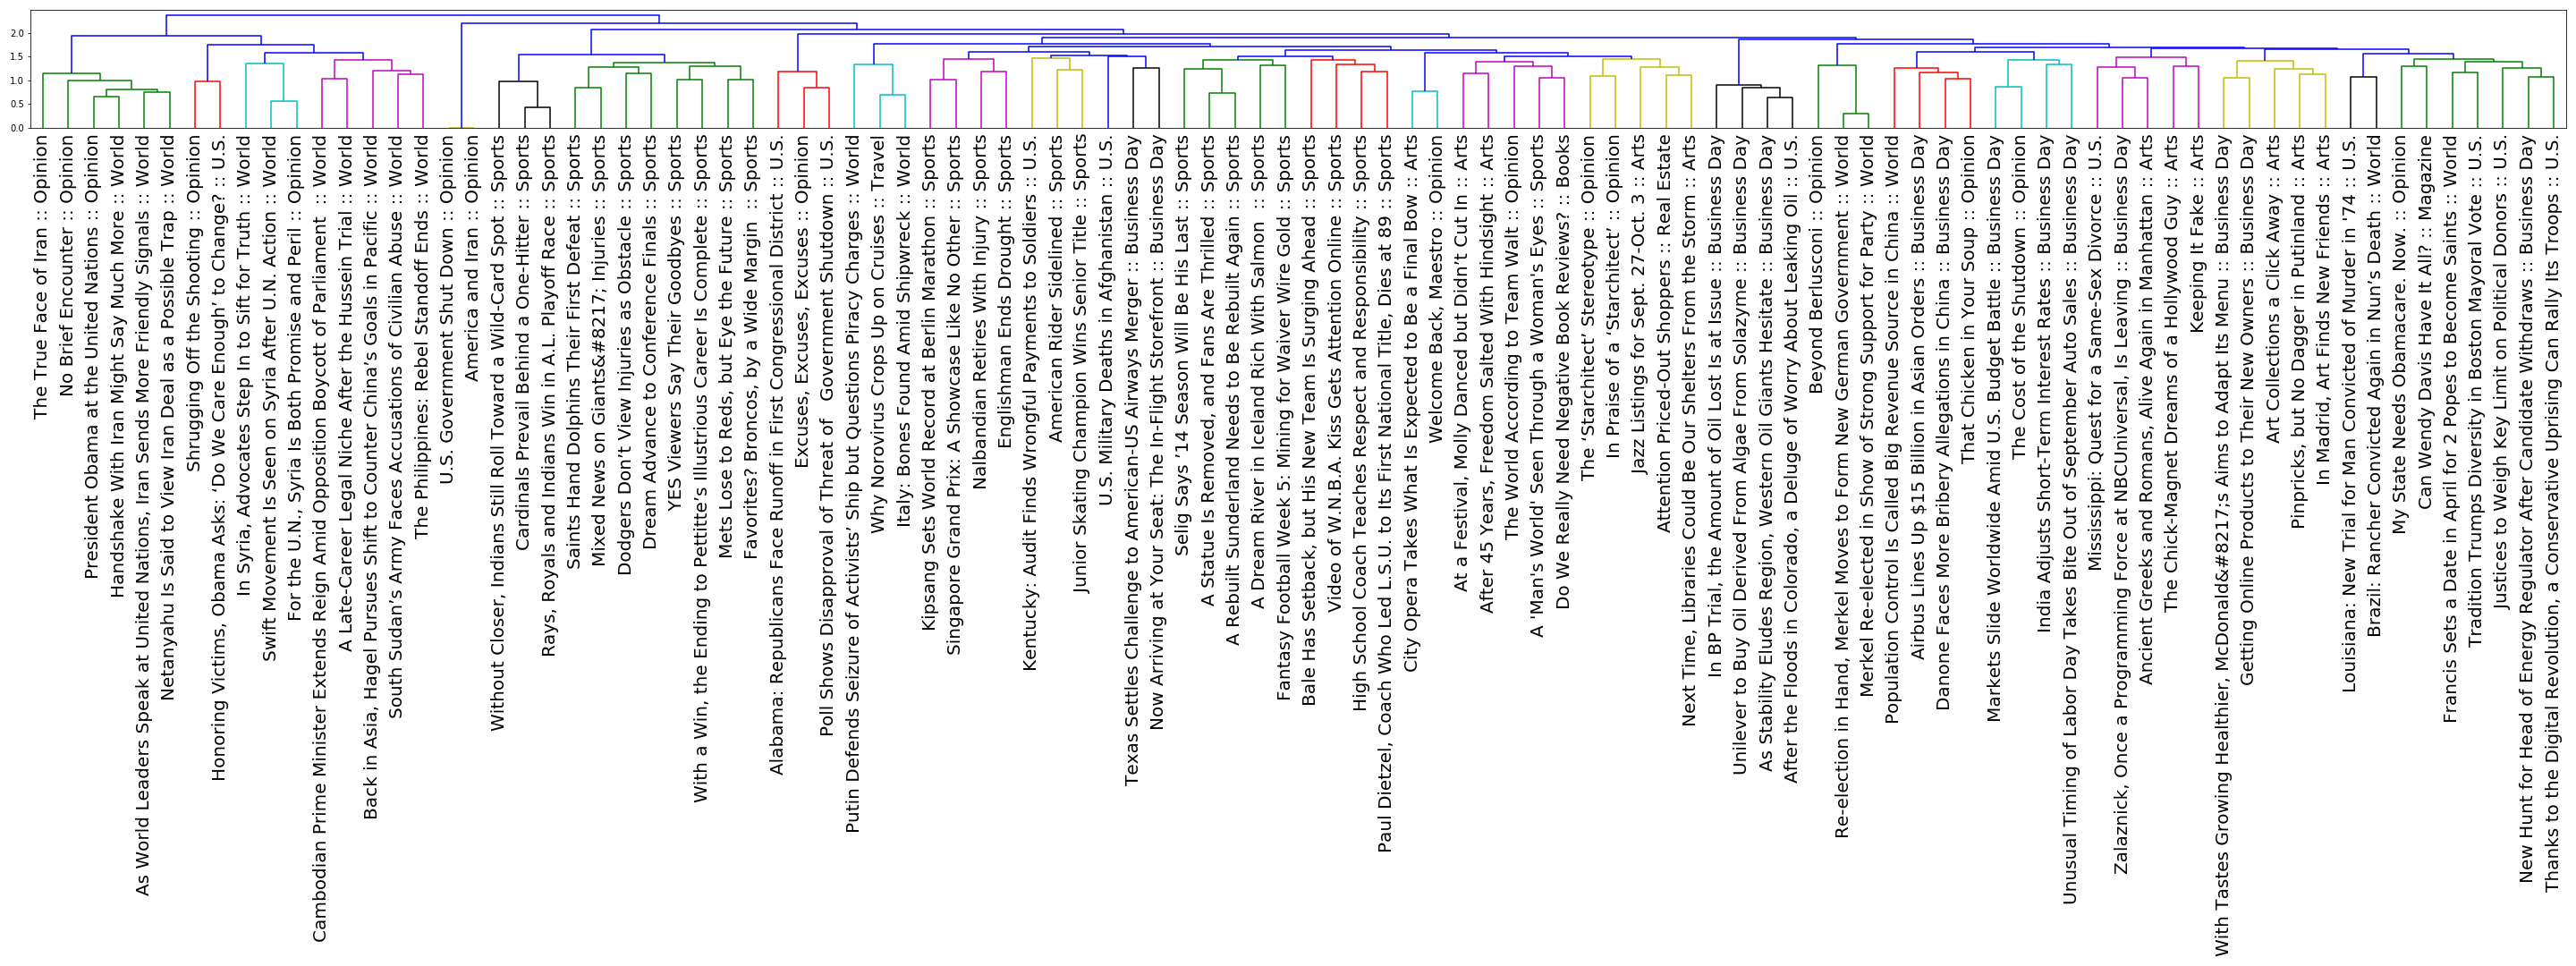 2.0
1.5
1.0
0.5
0.0
The True Face of Iran :: Opinion
No Brief Encounter :: Opinion
President Obama at the United Nations :: Opinion
Handshake With Iran Might Say Much More :: World
As World Leaders Speak at United Nations, Iran Sends More Friendly Signals :: World
Netanyahu Is Said to View Iran Deal as a Possible Trap :: World
Shrugging Off the Shooting :: Opinion
Honoring Victims, Obama Asks: ‘Do We Care Enough’ to Change? :: U.S.
In Syria, Advocates Step In to Sift for Truth :: World
Swift Movement Is Seen on Syria After U.N. Action :: World
For the U.N., Syria Is Both Promise and Peril :: Opinion
Cambodian Prime Minister Extends Reign Amid Opposition Boycott of Parliament  :: World
A Late-Career Legal Niche After the Hussein Trial :: World
Back in Asia, Hagel Pursues Shift to Counter China’s Goals in Pacific :: World
South Sudan’s Army Faces Accusations of Civilian Abuse :: World
The Philippines: Rebel Standoff Ends :: World
U.S. Government Shut Down :: Opinion
America and Iran :: Opinion
Without Closer, Indians Still Roll Toward a Wild-Card Spot :: Sports
Cardinals Prevail Behind a One-Hitter :: Sports
Rays, Royals and Indians Win in A.L. Playoff Race :: Sports
Saints Hand Dolphins Their First Defeat :: Sports
Mixed News on Giants&#8217; Injuries :: Sports
Dodgers Don’t View Injuries as Obstacle :: Sports
Dream Advance to Conference Finals :: Sports
YES Viewers Say Their Goodbyes :: Sports
With a Win, the Ending to Pettitte’s Illustrious Career Is Complete :: Sports
Mets Lose to Reds, but Eye the Future :: Sports
Favorites? Broncos, by a Wide Margin  :: Sports
Alabama: Republicans Face Runoff in First Congressional District :: U.S.
Excuses, Excuses :: Opinion
Poll Shows Disapproval of Threat of   Government Shutdown :: U.S.
Putin Defends Seizure of Activists’ Ship but Questions Piracy Charges :: World
Why Norovirus Crops Up on Cruises :: Travel
Italy: Bones Found Amid Shipwreck :: World
Kipsang Sets World Record at Berlin Marathon :: Sports
Singapore Grand Prix: A Showcase Like No Other :: Sports
Nalbandian Retires With Injury :: Sports
Englishman Ends Drought :: Sports
Kentucky: Audit Finds Wrongful Payments to Soldiers :: U.S.
American Rider Sidelined :: Sports
Junior Skating Champion Wins Senior Title :: Sports
U.S. Military Deaths in Afghanistan :: U.S.
Texas Settles Challenge to American-US Airways Merger :: Business Day
Now Arriving at Your Seat: The In-Flight Storefront :: Business Day
Selig Says ’14 Season Will Be His Last :: Sports
A Statue Is Removed, and Fans Are Thrilled :: Sports
A Rebuilt Sunderland Needs to Be Rebuilt Again :: Sports
A Dream River in Iceland Rich With Salmon  :: Sports
Fantasy Football Week 5: Mining for Waiver Wire Gold :: Sports
Bale Has Setback, but His New Team Is Surging Ahead :: Sports
Video of W.N.B.A. Kiss Gets Attention Online :: Sports
High School Coach Teaches Respect and Responsibility :: Sports
Paul Dietzel, Coach Who Led L.S.U. to Its First National Title, Dies at 89 :: Sports
City Opera Takes What Is Expected to Be a Final Bow :: Arts
Welcome Back, Maestro :: Opinion
At a Festival, Molly Danced but Didn’t Cut In :: Arts
After 45 Years, Freedom Salted With Hindsight :: Arts
The World According to Team Walt :: Opinion
A 'Man's World' Seen Through a Woman's Eyes :: Sports
Do We Really Need Negative Book Reviews? :: Books
The ‘Starchitect’ Stereotype :: Opinion
In Praise of a ‘Starchitect’ :: Opinion
Jazz Listings for Sept. 27-Oct. 3 :: Arts
Attention Priced-Out Shoppers :: Real Estate
Next Time, Libraries Could Be Our Shelters From the Storm :: Arts
In BP Trial, the Amount of Oil Lost Is at Issue :: Business Day
Unilever to Buy Oil Derived From Algae From Solazyme :: Business Day
As Stability Eludes Region, Western Oil Giants Hesitate :: Business Day
After the Floods in Colorado, a Deluge of Worry About Leaking Oil :: U.S.
Beyond Berlusconi :: Opinion
Re-election in Hand, Merkel Moves to Form New German Government :: World
Merkel Re-elected in Show of Strong Support for Party :: World
Population Control Is Called Big Revenue Source in China :: World
Airbus Lines Up $15 Billion in Asian Orders :: Business Day
Danone Faces More Bribery Allegations in China :: Business Day
That Chicken in Your Soup :: Opinion
Markets Slide Worldwide Amid U.S. Budget Battle :: Business Day
The Cost of the Shutdown :: Opinion
India Adjusts Short-Term Interest Rates :: Business Day
Unusual Timing of Labor Day Takes Bite Out of September Auto Sales :: Business Day
Mississippi: Quest for a Same-Sex Divorce :: U.S.
Zalaznick, Once a Programming Force at NBCUniversal, Is Leaving :: Business Day
Ancient Greeks and Romans, Alive Again in Manhattan :: Arts
The Chick-Magnet Dreams of a Hollywood Guy :: Arts
Keeping It Fake :: Arts
With Tastes Growing Healthier, McDonald&#8217;s Aims to Adapt Its Menu :: Business Day
Getting Online Products to Their New Owners :: Business Day
Art Collections a Click Away :: Arts
Pinpricks, but No Dagger in Putinland :: Arts
In Madrid, Art Finds New Friends :: Arts
Louisiana: New Trial for Man Convicted of Murder in '74 :: U.S.
Brazil: Rancher Convicted Again in Nun’s Death :: World
My State Needs Obamacare. Now. :: Opinion
Can Wendy Davis Have It All? :: Magazine
Francis Sets a Date in April for 2 Popes to Become Saints :: World
Tradition Trumps Diversity in Boston Mayoral Vote :: U.S.
Justices to Weigh Key Limit on Political Donors :: U.S.
New Hunt for Head of Energy Regulator After Candidate Withdraws :: Business Day
Thanks to the Digital Revolution, a Conservative Uprising Can Rally Its Troops :: U.S.